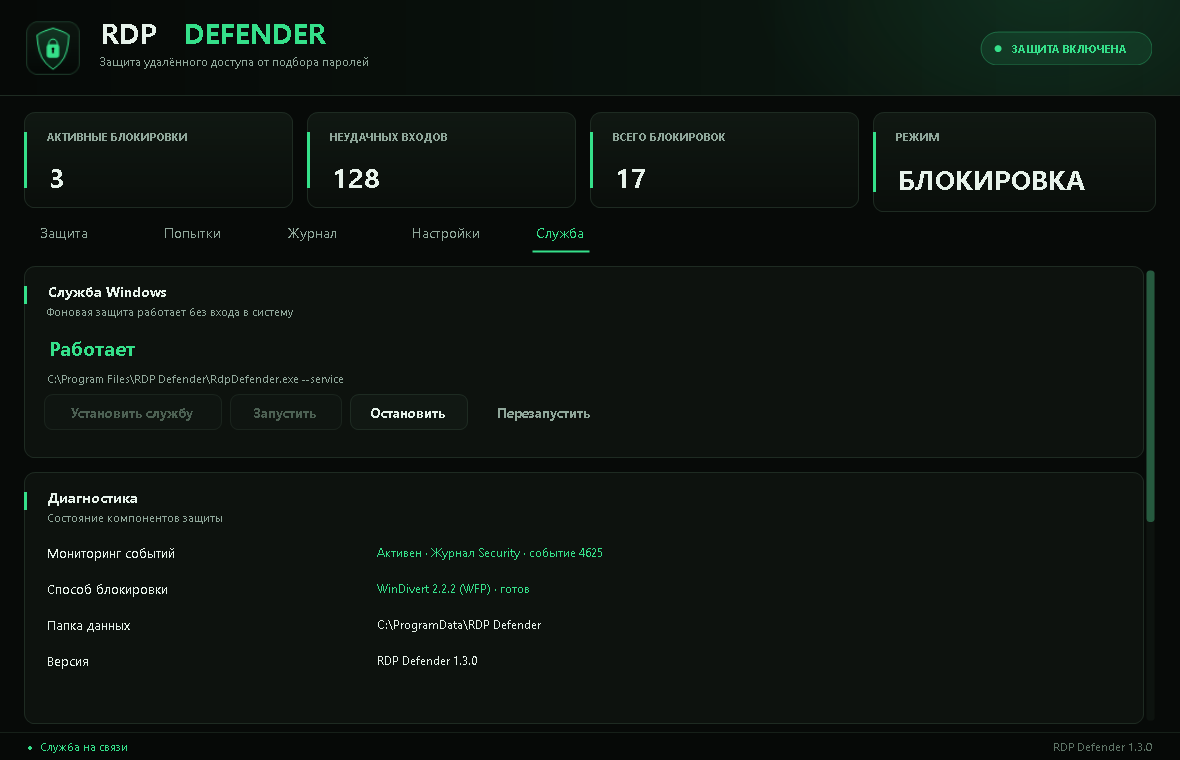 RDP DEFENDER
Защита удалённого доступа от подбора паролей
ЗАЩИТА ВКЛЮЧЕНА
АКТИВНЫЕ БЛОКИРОВКИ
3
НЕУДАЧНЫХ ВХОДОВ
128
ВСЕГО БЛОКИРОВОК
17
РЕЖИМ
БЛОКИРОВКА
Защита Попытки Журнал Настройки Служба
Служба Windows
Фоновая защита работает без входа в систему
Работает
C:\Program Files\RDP Defender\RdpDefender.exe --service
Установить службу Запустить Остановить Перезапустить
Диагностика
Состояние компонентов защиты
Мониторинг событий Активен · Журнал Security · событие 4625
Способ блокировки WinDivert 2.2.2 (WFP) · готов
Папка данных C:\ProgramData\RDP Defender
Версия RDP Defender 1.3.0
Служба на связи RDP Defender 1.3.0